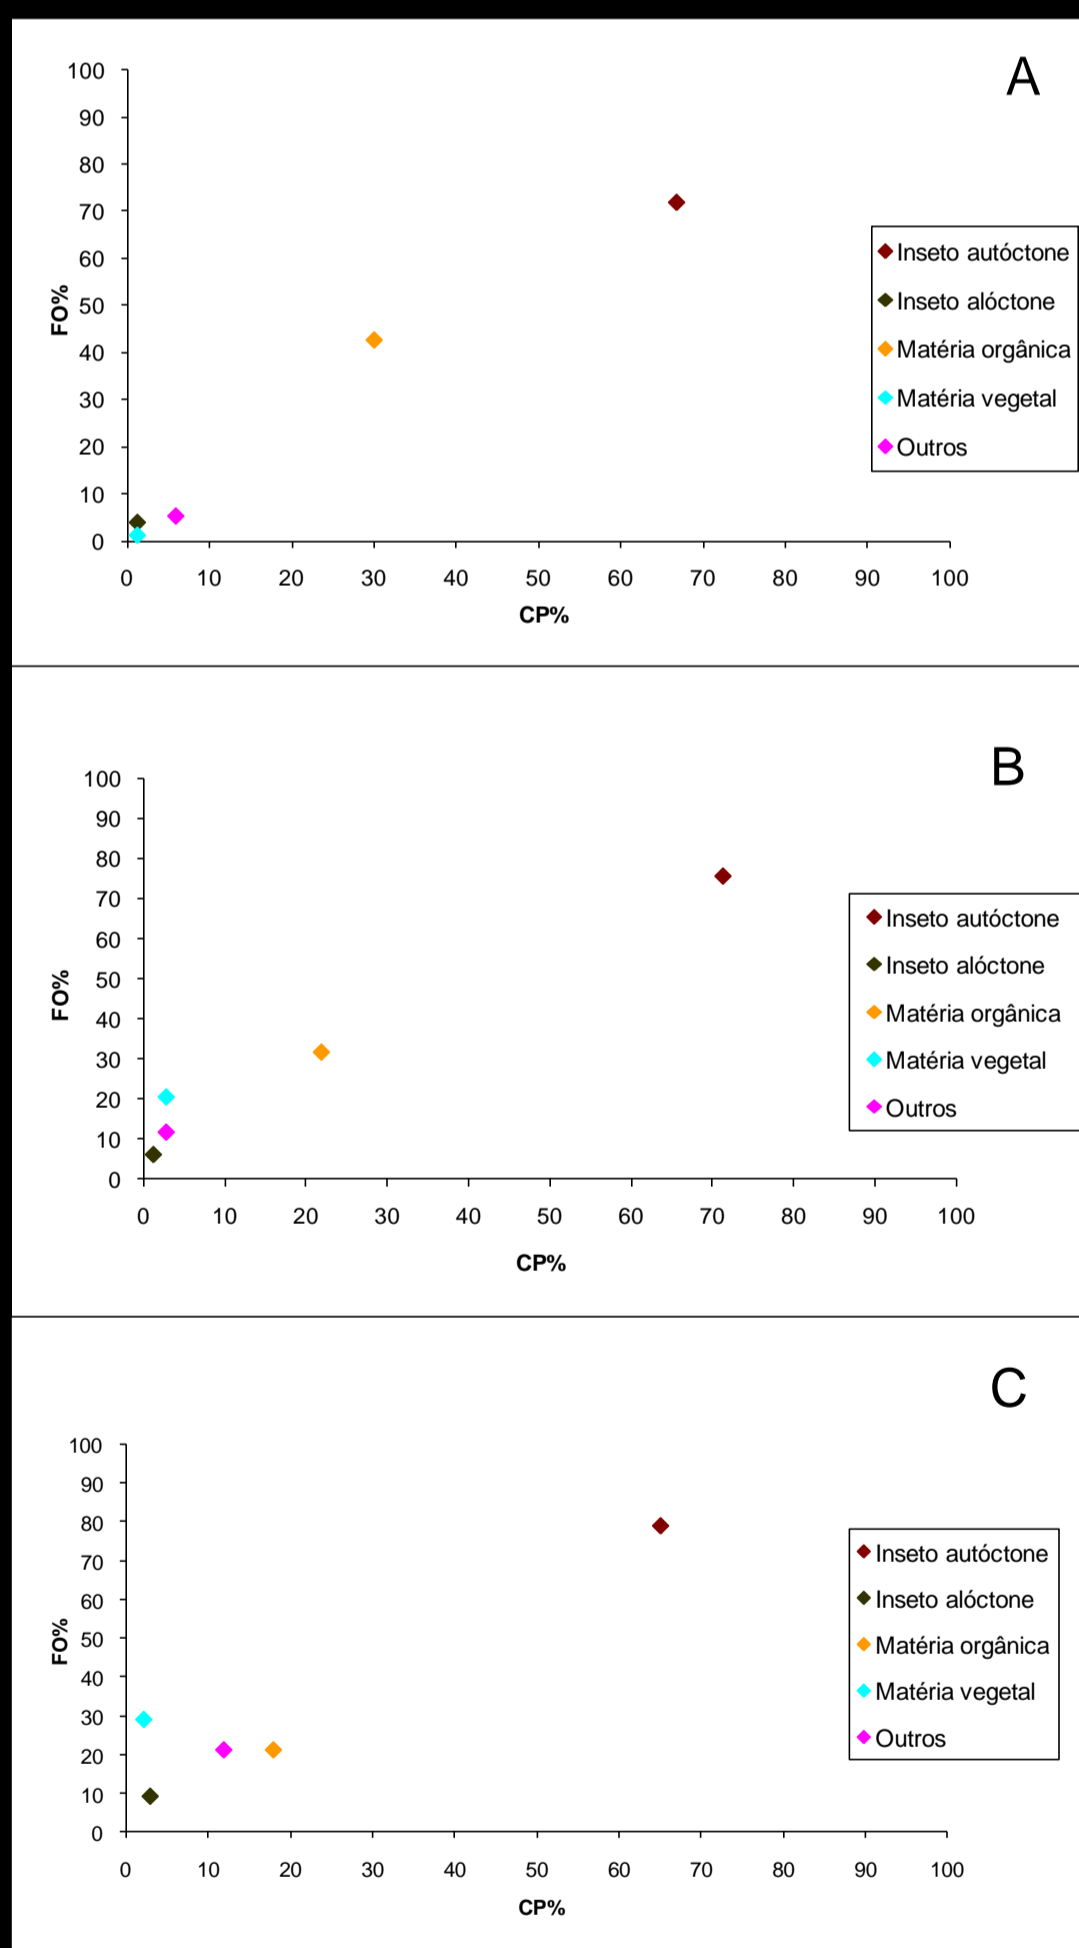 A
100
90
80
70
60
50
40
30
20
10
0
FO%
0 10 20 30 40 50 60 70 80 90 100
CP%
Inseto autóctone
Inseto alóctone
Matéria orgânica
Matéria vegetal
Outros
B
100
90
80
70
60
50
40
30
20
10
0
FO%
0 10 20 30 40 50 60 70 80 90 100
CP%
Inseto autóctone
Inseto alóctone
Matéria orgânica
Matéria vegetal
Outros
C
100
90
80
70
60
50
40
30
20
10
0
FO%
0 10 20 30 40 50 60 70 80 90 100
CP%
Inseto autóctone
Inseto alóctone
Matéria orgânica
Matéria vegetal
Outros